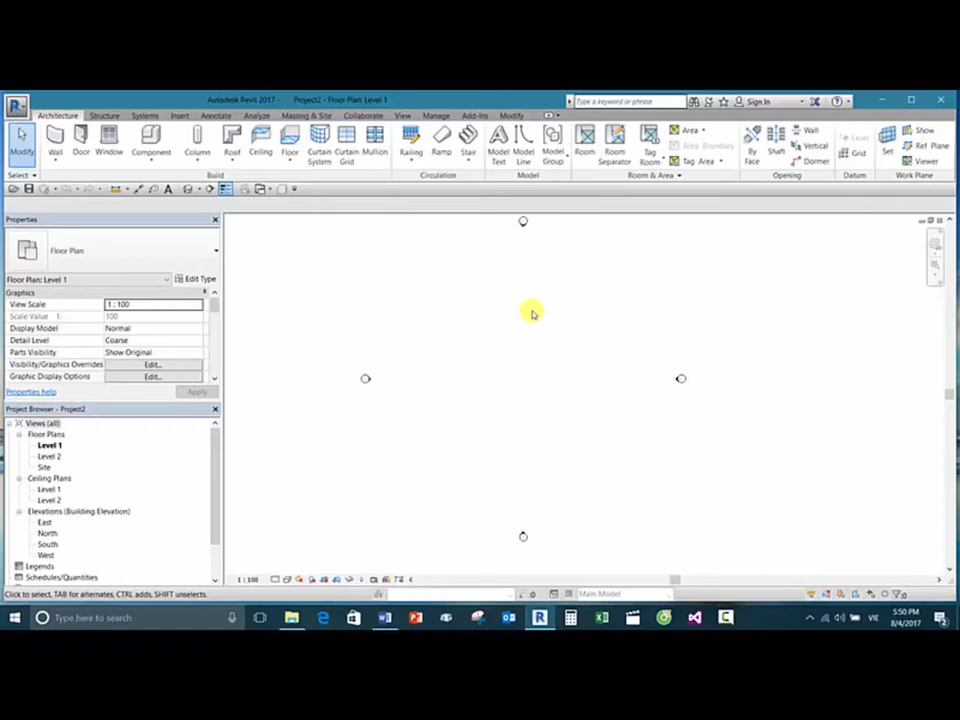 Autodesk Revit 2017 - Project2 - Floor Plan: Level 1
Type a keyword or phrase
Sign In
Architecture Structure Systems Insert Annotate Analyze Massing & Site Collaborate View Manage Add-Ins Modify
Modify Wall Door Window Component Column Roof Ceiling Floor Curtain System Curtain Grid Mullion Railing Ramp Stair Model Text Model Line Model Group Room Room Separator Tag Room
Area
Area Boundary
Tag Area
By Face Shaft Wall
Vertical
Dormer
Level
Grid
Set Show
Ref Plane
Viewer
Select Build Circulation Model Room & Area Opening Datum Work Plane
Properties
Floor Plan
Floor Plan: Level 1 Edit Type
Graphics
View Scale 1 : 100
Scale Value 1: 100
Display Model Normal
Detail Level Coarse
Parts Visibility Show Original
Visibility/Graphics Overrides Edit...
Graphic Display Options Edit...
Properties help Apply
Project Browser - Project2
Views (all)
Floor Plans
Level 1
Level 2
Site
Ceiling Plans
Level 1
Level 2
Elevations (Building Elevation)
East
North
South
West
Legends
Schedules/Quantities
1 : 100
Click to select, TAB for alternates, CTRL adds, SHIFT unselects.
:0 Main Model :0
Type here to search
VIE
5:50 PM
8/4/2017